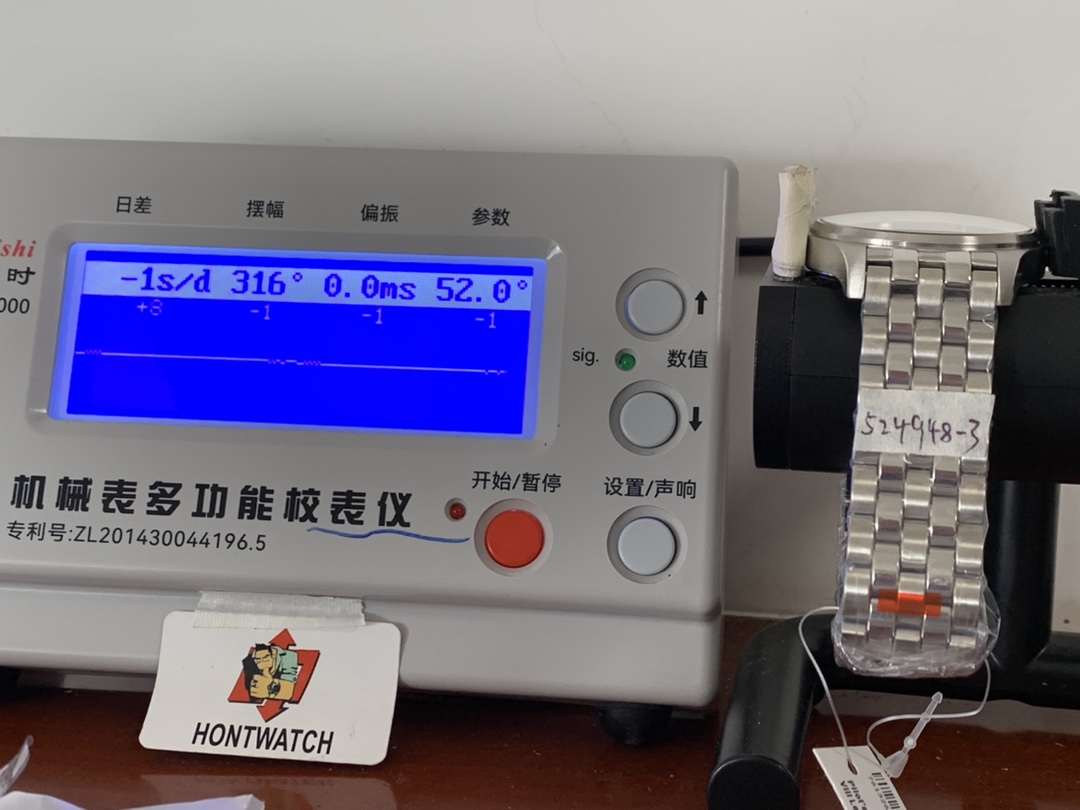 日差 摆幅 偏振 参数
shi
时
000
-1s/d 316° 0.0ms 52.0°
+8 -1 -1 -1
sig. 数值
524948-3
机械表多功能校表仪
专利号:ZL201430044196.5
开始/暂停
设置/声响
HONTWATCH
Pilot's